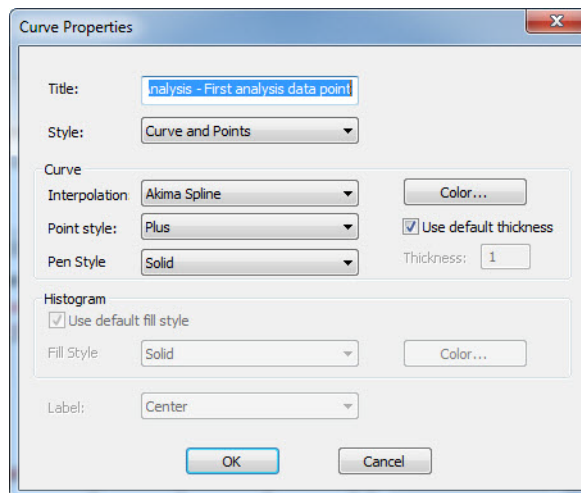 Curve Properties
Title: Analysis - First analysis data point
Style: Curve and Points
Curve
Interpolation Akima Spline Color...
Point style: Plus Use default thickness
Pen Style Solid Thickness: 1
Histogram
Use default fill style
Fill Style Solid Color...
Label: Center
OK Cancel